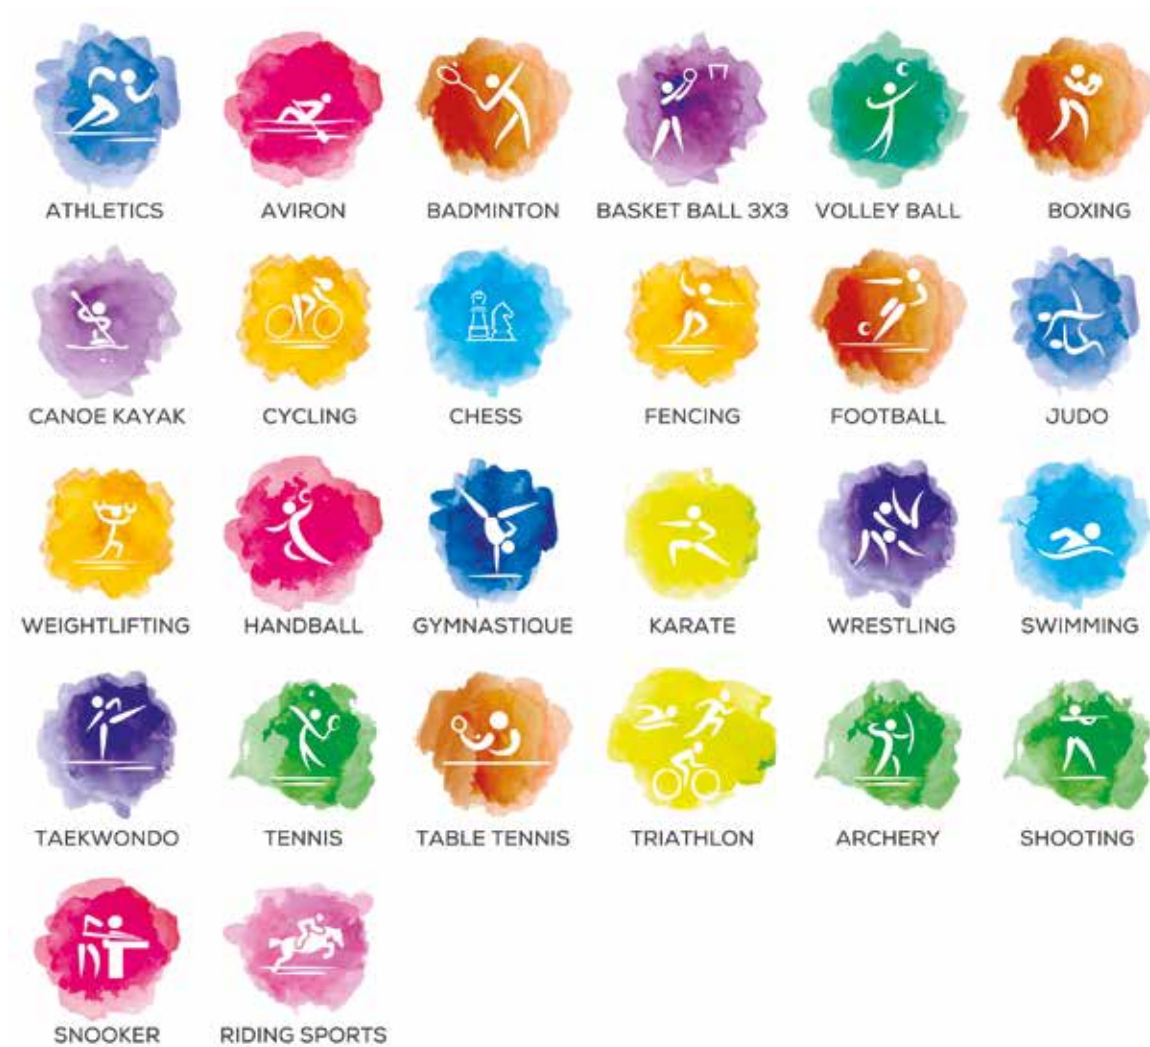 ATHLETICS
AVIRON
BADMINTON
BASKET BALL 3X3
VOLLEY BALL
BOXING
CANOE KAYAK
CYCLING
CHESS
FENCING
FOOTBALL
JUDO
WEIGHTLIFTING
HANDBALL
GYMNASTIQUE
KARATE
WRESTLING
SWIMMING
TAEKWONDO
TENNIS
TABLE TENNIS
TRIATHLON
ARCHERY
SHOOTING
SNOOKER
RIDING SPORTS